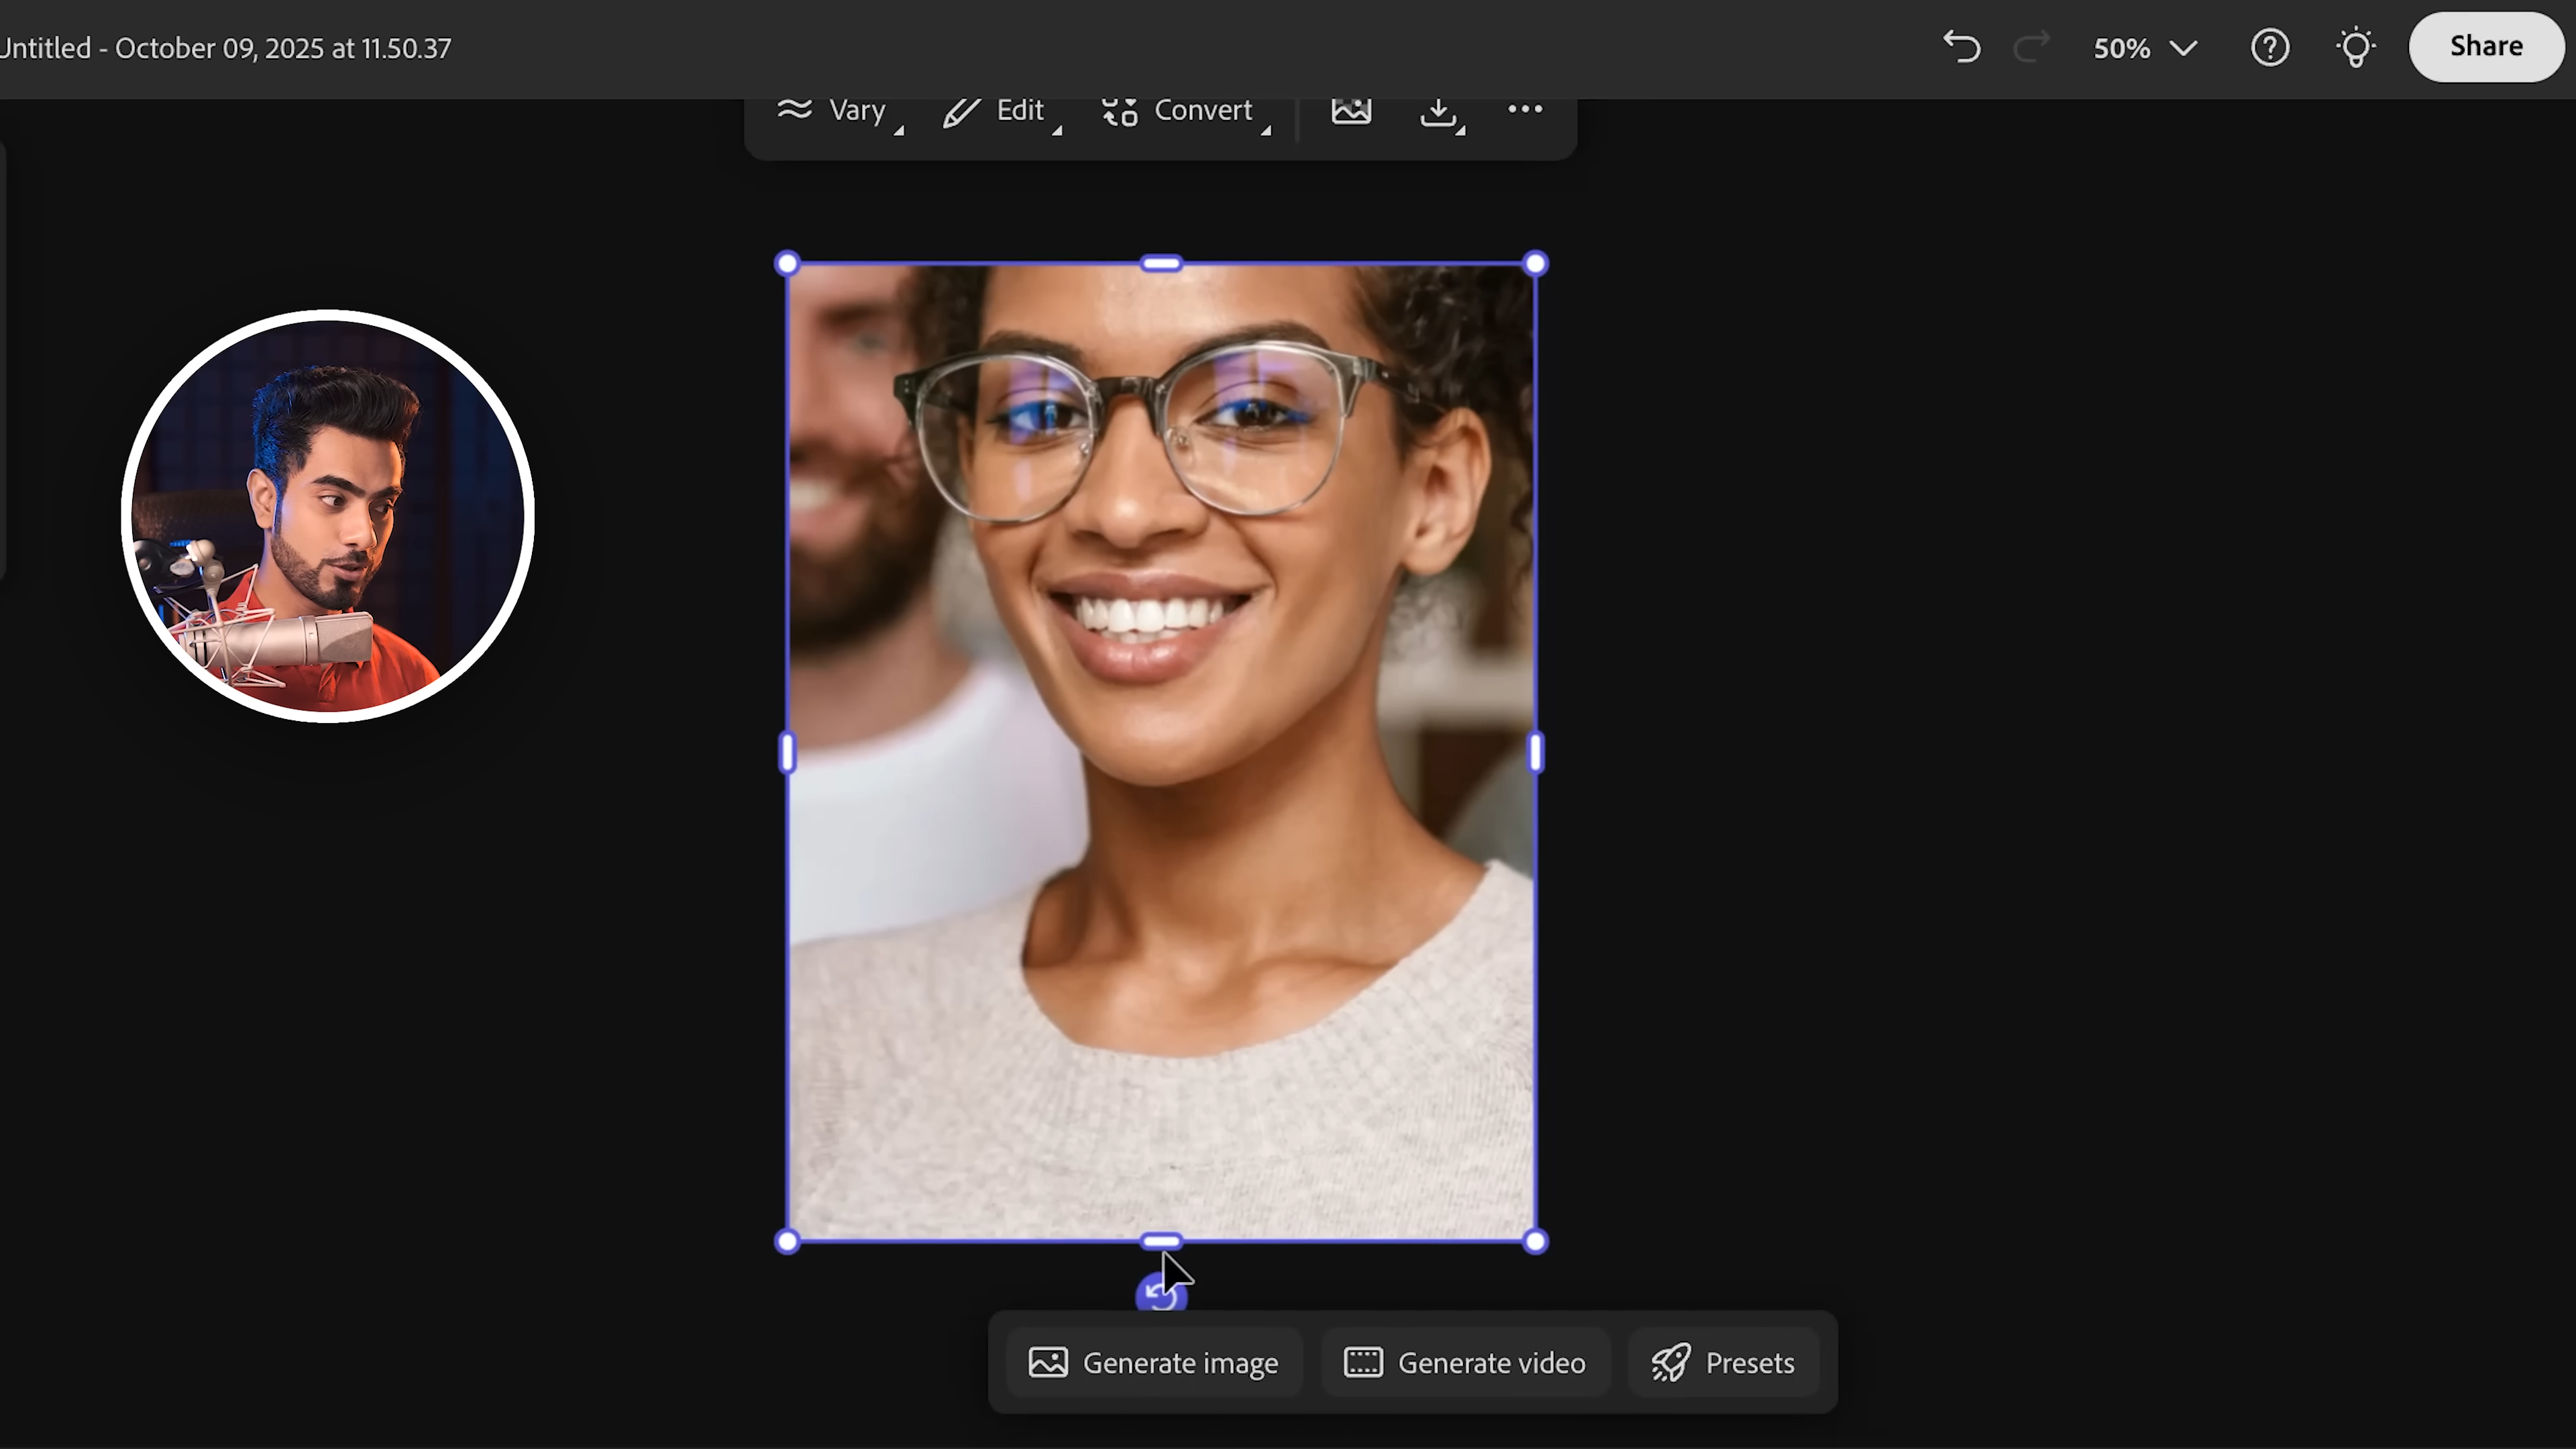 Untitled - October 09, 2025 at 11.50.37
50%
Share
Vary
Edit
Convert
Generate image
Generate video
Presets